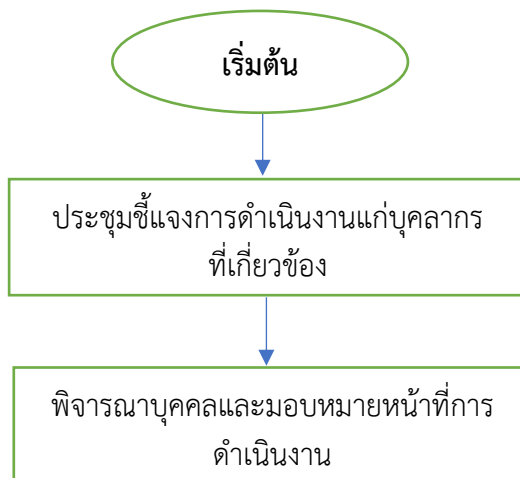 เริ่มต้น
ประชุมชี้แจงการดำเนินงานแก่บุคลากร
ที่เกี่ยวข้อง
พิจารณาบุคคลและมอบหมายหน้าที่การ
ดำเนินงาน